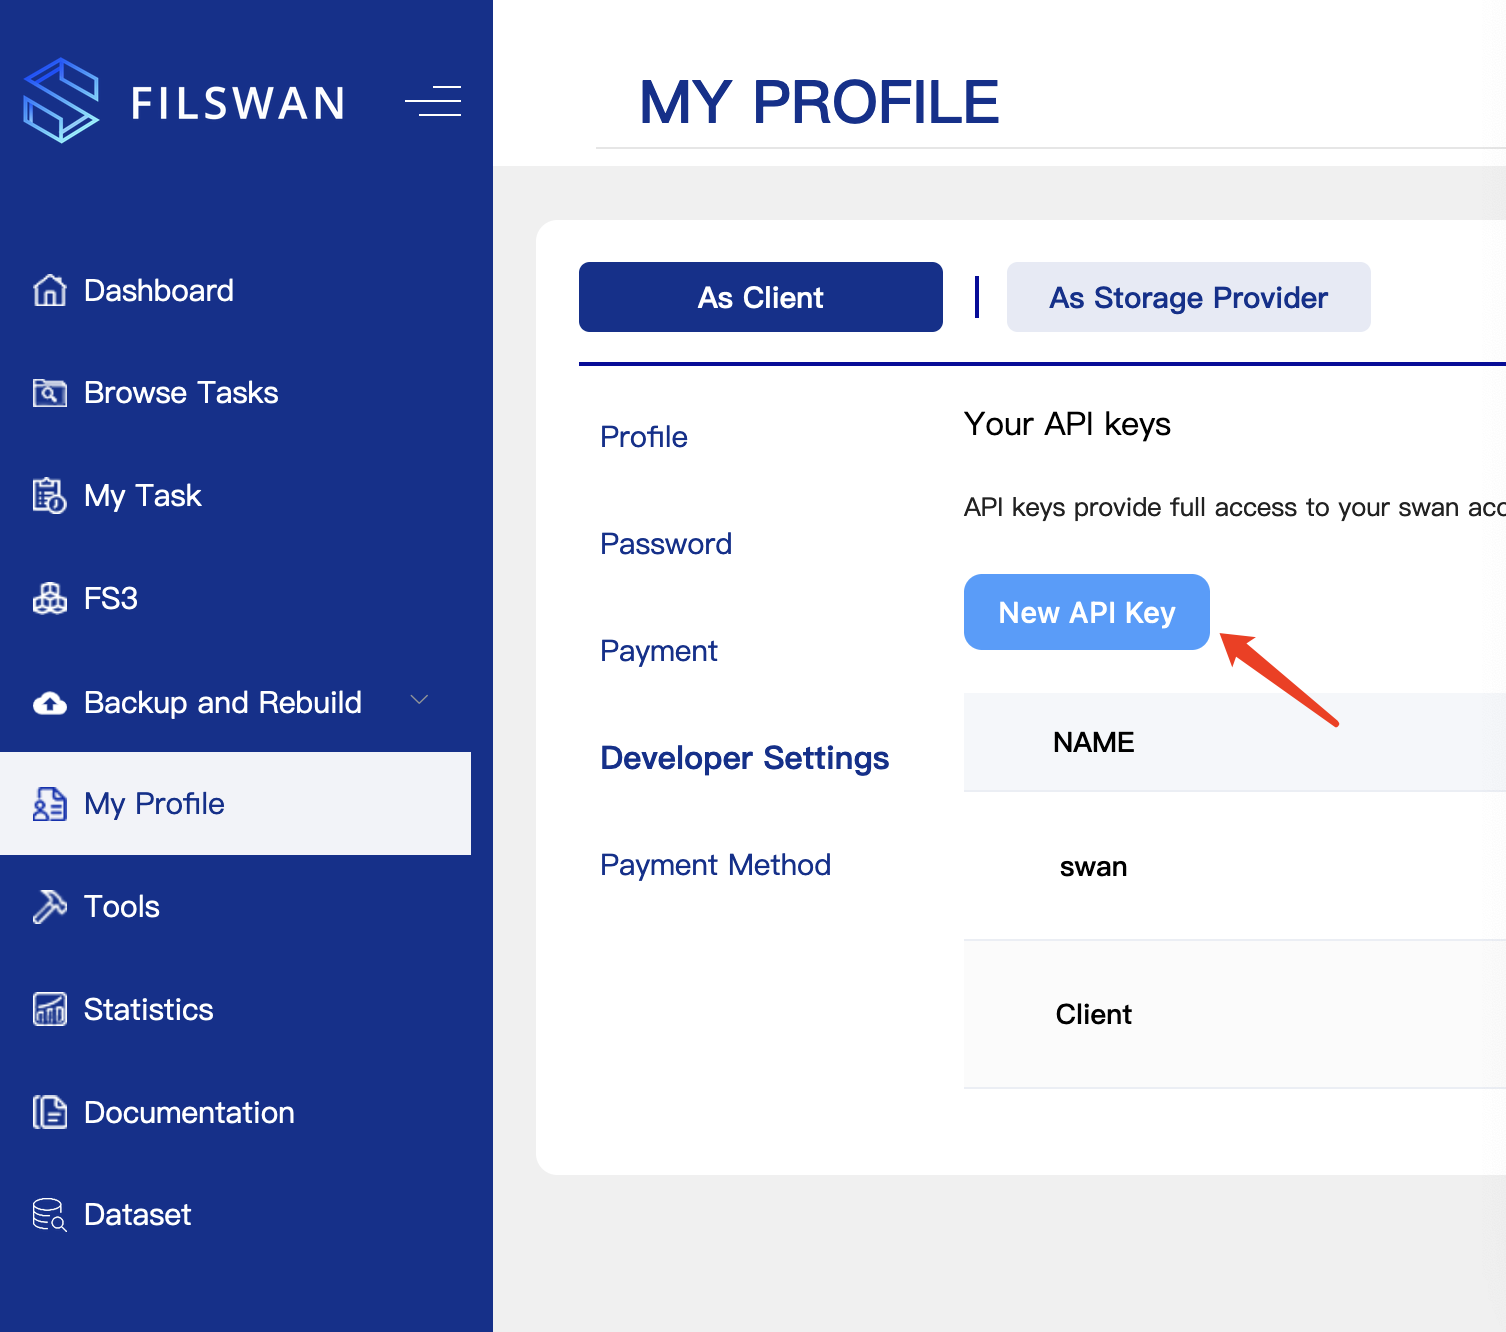 FILSWAN
MY PROFILE
Dashboard
Browse Tasks
My Task
FS3
Backup and Rebuild
My Profile
Tools
Statistics
Documentation
Dataset
As Client
As Storage Provider
Profile
Password
Payment
Developer Settings
Payment Method
Your API keys
API keys provide full access to your swan
New API Key
NAME
swan
Client